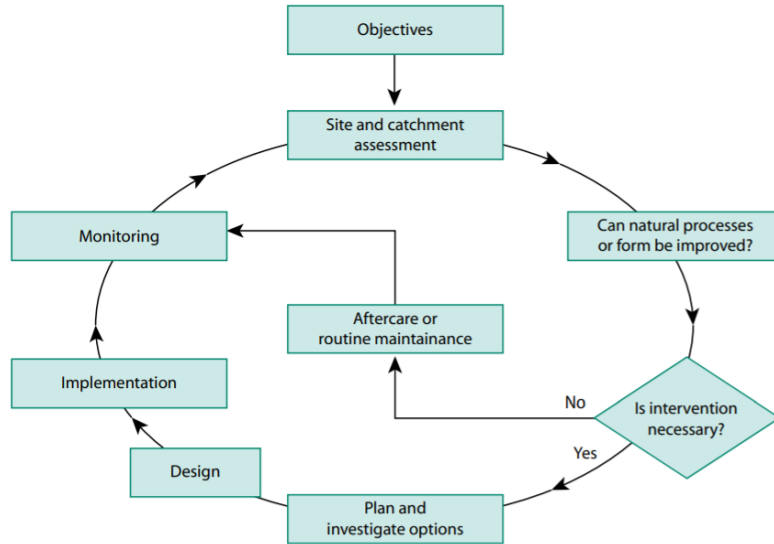 Objectives
Site and catchment
assessment
Can natural processes
or form be improved?
Monitoring
Aftercare or
routine maintainance
Implementation
No
Is intervention
necessary?
Yes
Design
Plan and
investigate options